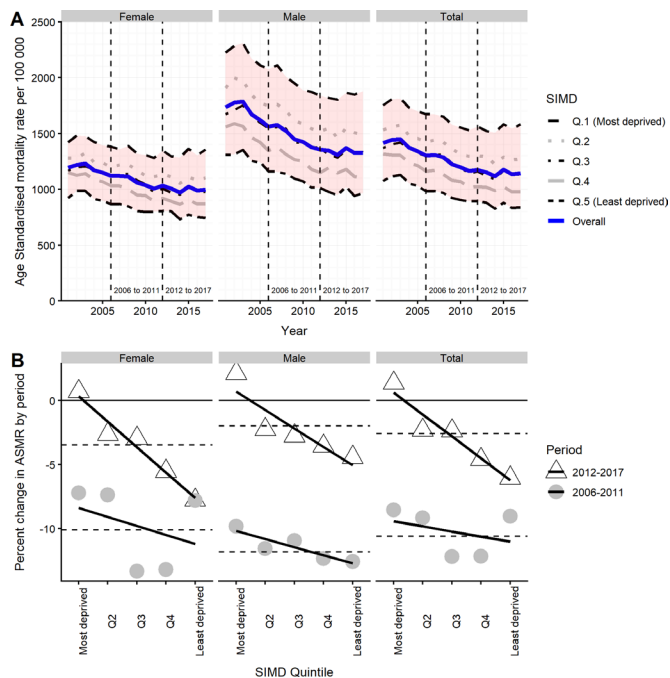 A
Female
Male
Total
2500
2000
1500
1000
500
0
Age Standardised mortality rate per 100 000
2006 to 2011
2012 to 2017
2006 to 2011
2012 to 2017
2006 to 2011
2012 to 2017
2005
2010
2015
2005
2010
2015
2005
2010
2015
Year
SIMD
Q.1 (Most deprived)
Q.2
Q.3
Q.4
Q.5 (Least deprived)
Overall
B
Female
Male
Total
0
-5
-10
Percent change in ASMR by period
Most deprived
Q2
Q3
Q4
Least deprived
Most deprived
Q2
Q3
Q4
Least deprived
Most deprived
Q2
Q3
Q4
Least deprived
SIMD Quintile
Period
2012-2017
2006-2011